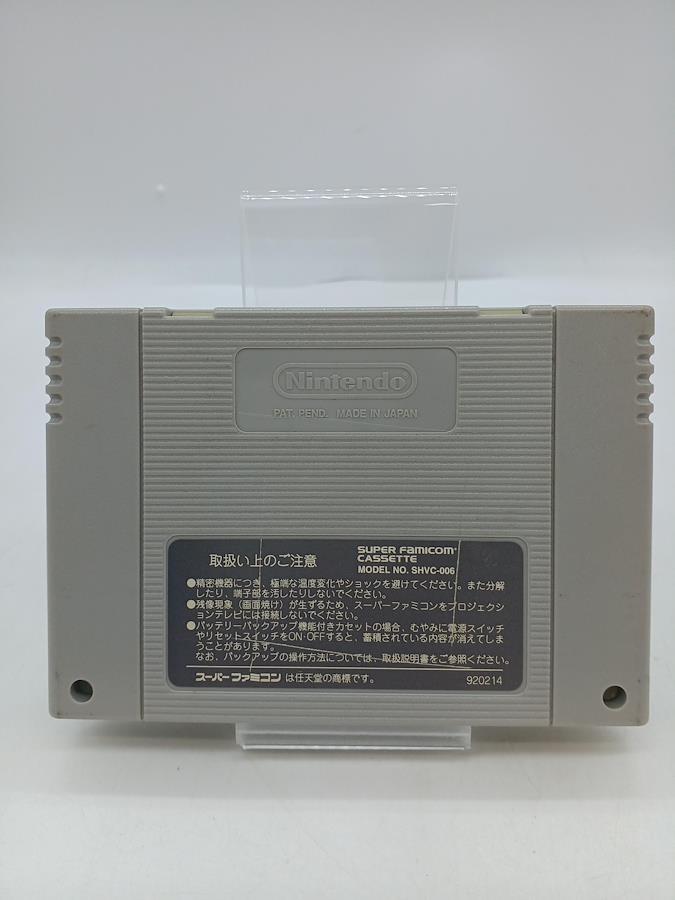 Nintendo
PAT. PEND. MADE IN JAPAN
取扱い上のご注意
SUPER FAMICOM
CASSETTE
MODEL NO. SHVC-006
●精密機器につき、極端な温度変化やショックを避けてください。また分解
したり、端子部を汚したりしないでください。
●残像現象（画面焼け）が生ずるため、スーパーファミコンをプロジェクシ
ョンテレビには接続しないでください。
●バッテリーバックアップ機能付きカセットの場合、むやみに電源スイッチ
やリセットスイッチをON・OFFすると、蓄積されている内容が消えてしま
うことがあります。
なお、バックアップの操作方法については、取扱説明書をご参照ください。
スーパーファミコンは任天堂の商標です。
920214